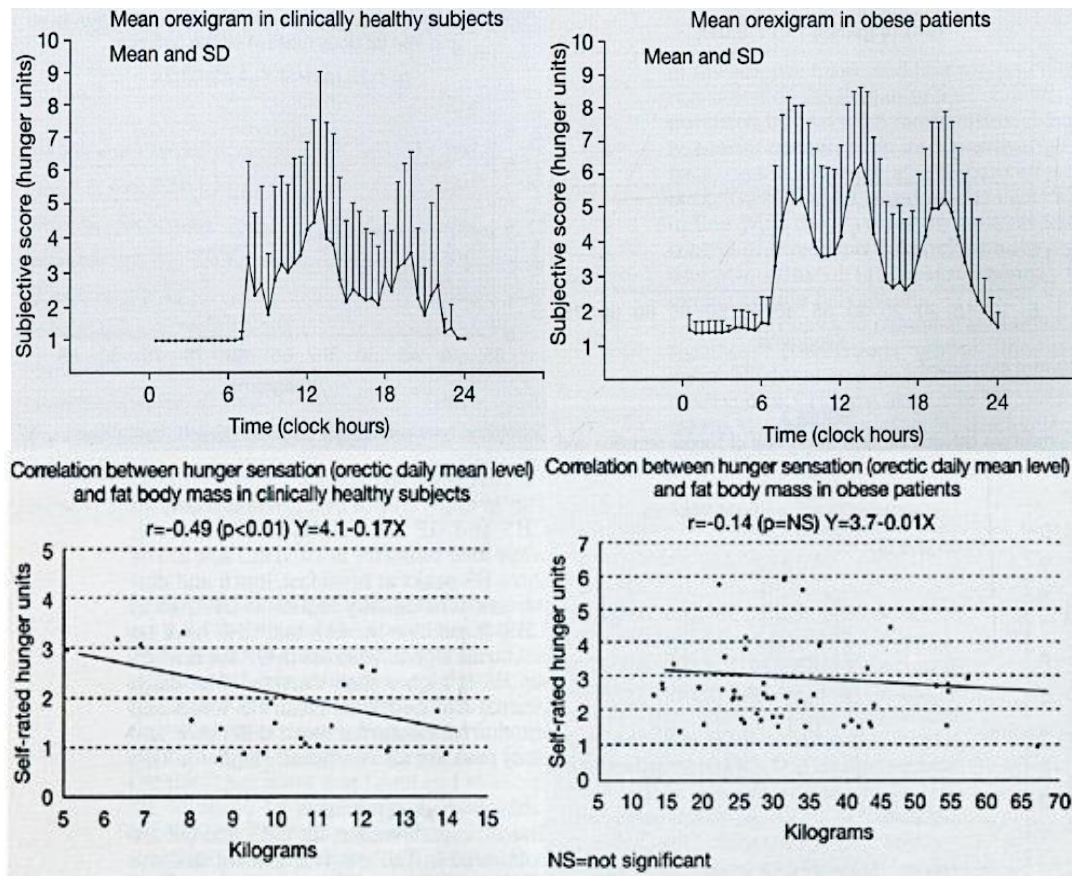 Mean orexigram in clinically healthy subjects
Mean and SD
Subjective score (hunger units)
10
9
8
7
6
5
4
3
2
1
0
6
12
18
24
Time (clock hours)
Mean orexigram in obese patients
Mean and SD
Subjective score (hunger units)
10
9
8
7
6
5
4
3
2
1
0
6
12
18
24
Time (clock hours)
Correlation between hunger sensation (orectic daily mean level)
and fat body mass in clinically healthy subjects
r=-0.49 (p<0.01) Y=4.1-0.17X
Self-rated hunger units
5
4
3
2
1
0
5 6 7 8 9 10 11 12 13 14 15
Kilograms
Correlation between hunger sensation (orectic daily mean level)
and fat body mass in obese patients
r=-0.14 (p=NS) Y=3.7-0.01X
Self-rated hunger units
7
6
5
4
3
2
1
0
5 10 15 20 25 30 35 40 45 50 55 60 65 70
Kilograms
NS=not significant